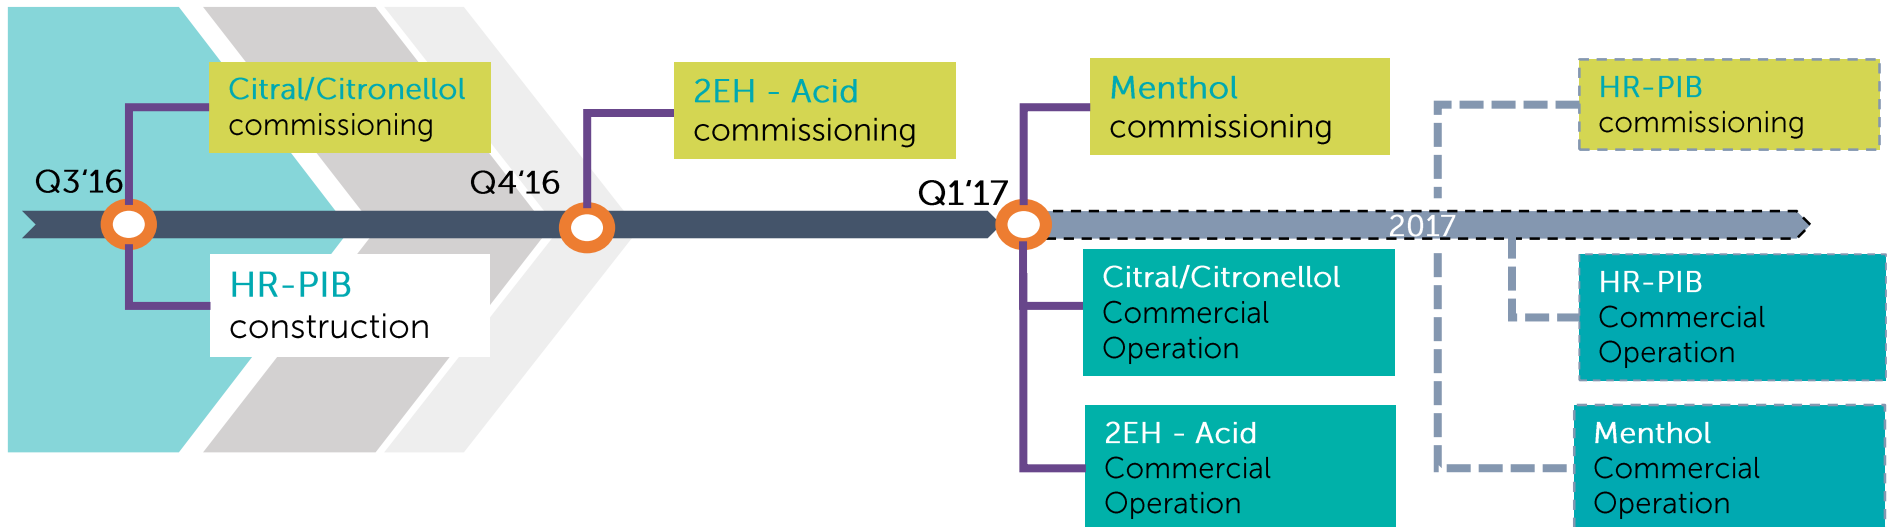 Q3‘16
Citral/Citronellol
commissioning
HR-PIB
construction
Q4‘16
2EH - Acid
commissioning
Q1‘17
Menthol
commissioning
Citral/Citronellol
Commercial
Operation
2EH - Acid
Commercial
Operation
2017
HR-PIB
commissioning
HR-PIB
Commercial
Operation
Menthol
Commercial
Operation